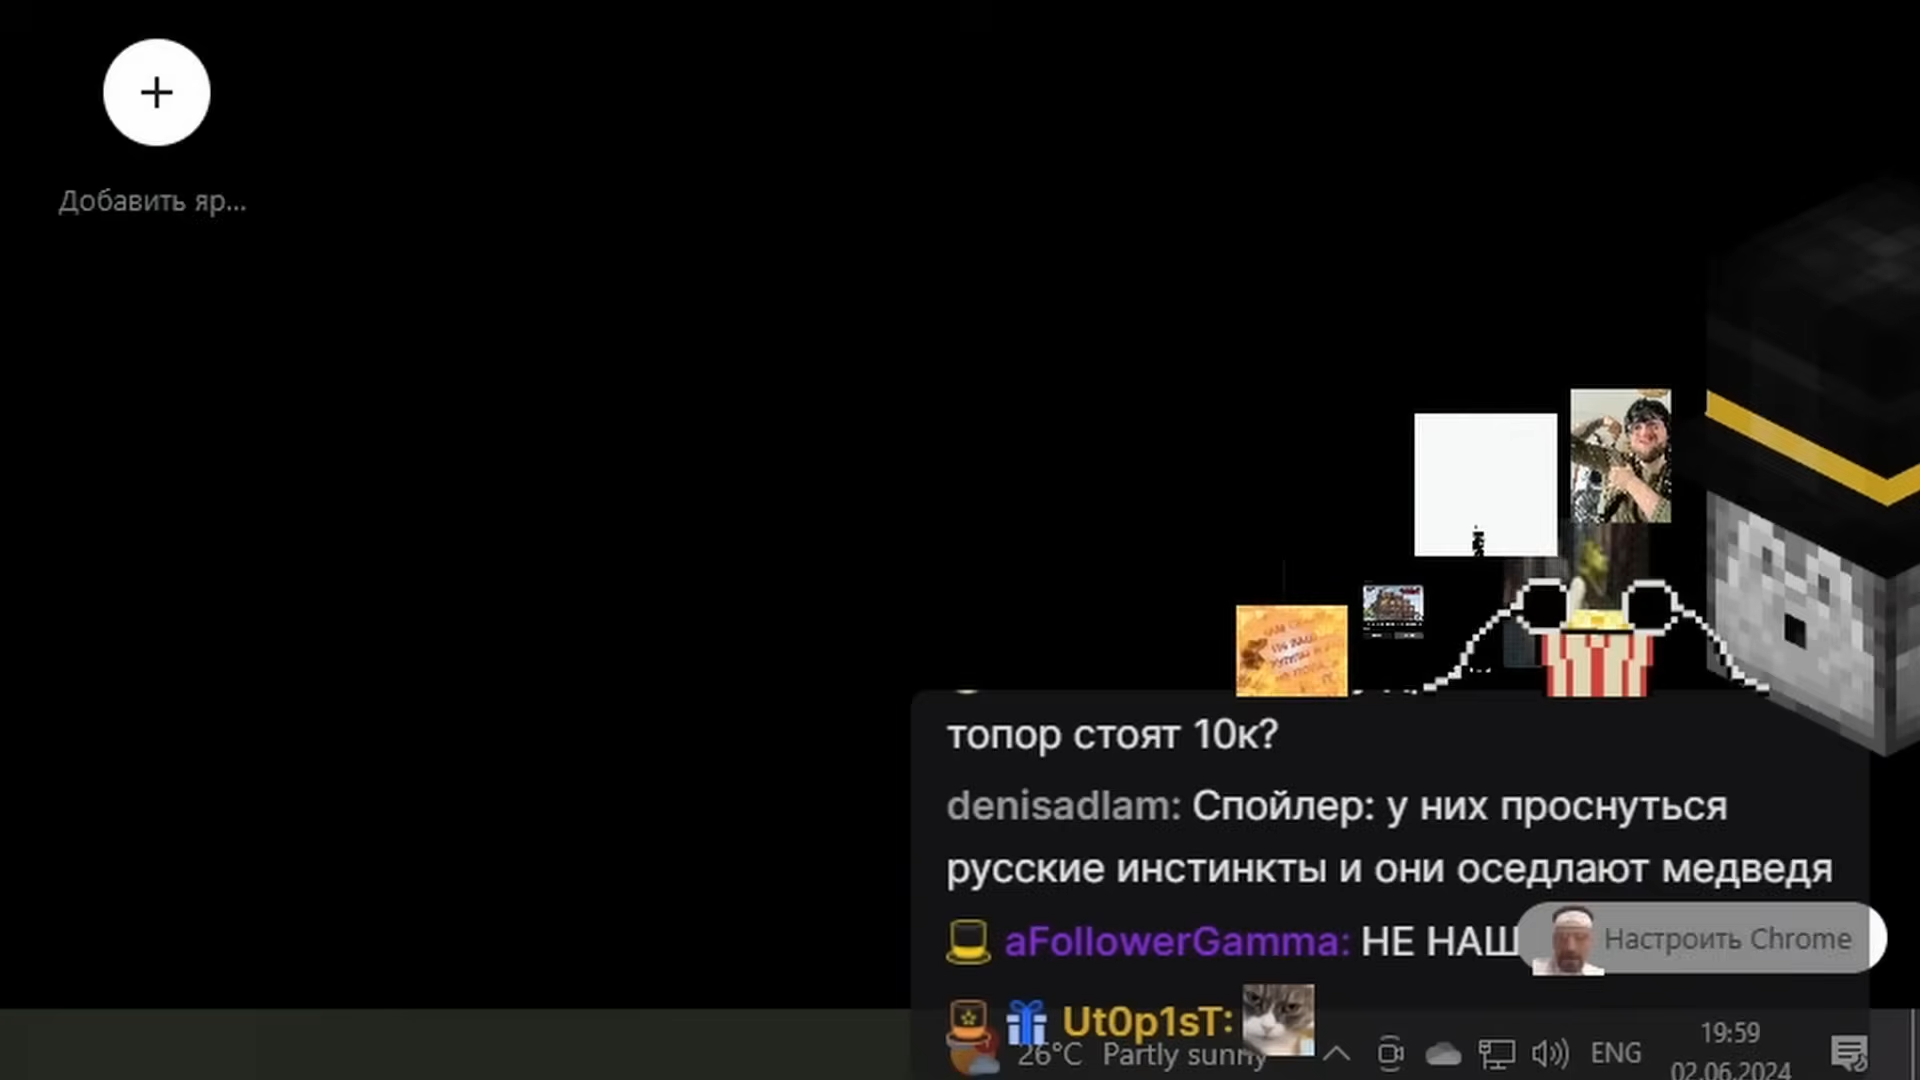 Добавить яр...
топор стоят 10к?
denisadlam: Спойлер: у них проснуться
русские инстинкты и они оседлают медведя
aFollowerGamma: НЕ НАШ
Настроить Chrome
Ut0p1sT:
26°C Partly sunny
ENG
19:59
02.06.2024